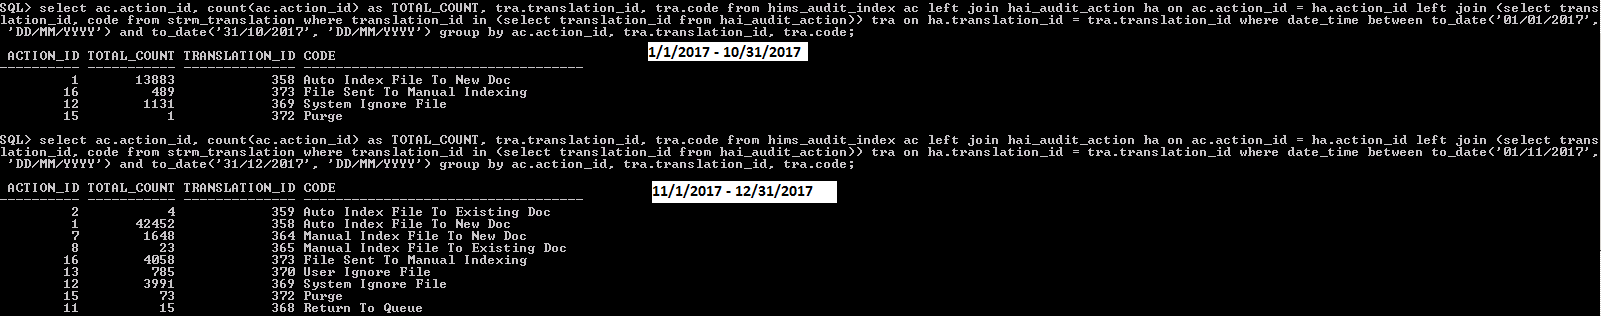 SQL> select ac.action_id, count(ac.action_id) as TOTAL_COUNT, tra.translation_id, tra.code from hims_audit_index ac left join hai_audit_action ha on ac.action_id = ha.action_id left join (select trans
lation_id, code from strm_translation where translation_id in (select translation_id from hai_audit_action)) tra on ha.translation_id = tra.translation_id where date_time between to_date('01/01/2017',
'DD/MM/YYYY') and to_date('31/10/2017', 'DD/MM/YYYY') group by ac.action_id, tra.translation_id, tra.code;
1/1/2017 - 10/31/2017
ACTION_ID TOTAL_COUNT TRANSLATION_ID CODE
---------- ----------- -------------- -----------------------------------
1 13883 358 Auto Index File To New Doc
16 489 373 File Sent To Manual Indexing
12 1131 369 System Ignore File
15 1 372 Purge
SQL> select ac.action_id, count(ac.action_id) as TOTAL_COUNT, tra.translation_id, tra.code from hims_audit_index ac left join hai_audit_action ha on ac.action_id = ha.action_id left join (select trans
lation_id, code from strm_translation where translation_id in (select translation_id from hai_audit_action)) tra on ha.translation_id = tra.translation_id where date_time between to_date('01/11/2017',
'DD/MM/YYYY') and to_date('31/12/2017', 'DD/MM/YYYY') group by ac.action_id, tra.translation_id, tra.code;
ACTION_ID TOTAL_COUNT TRANSLATION_ID CODE
11/1/2017 - 12/31/2017
---------- ----------- -------------- -----------------------------------
2 4 359 Auto Index File To Existing Doc
1 42452 358 Auto Index File To New Doc
7 1648 364 Manual Index File To New Doc
8 23 365 Manual Index File To Existing Doc
16 4058 373 File Sent To Manual Indexing
13 785 370 User Ignore File
12 3991 369 System Ignore File
15 73 372 Purge
11 15 368 Return To Queue